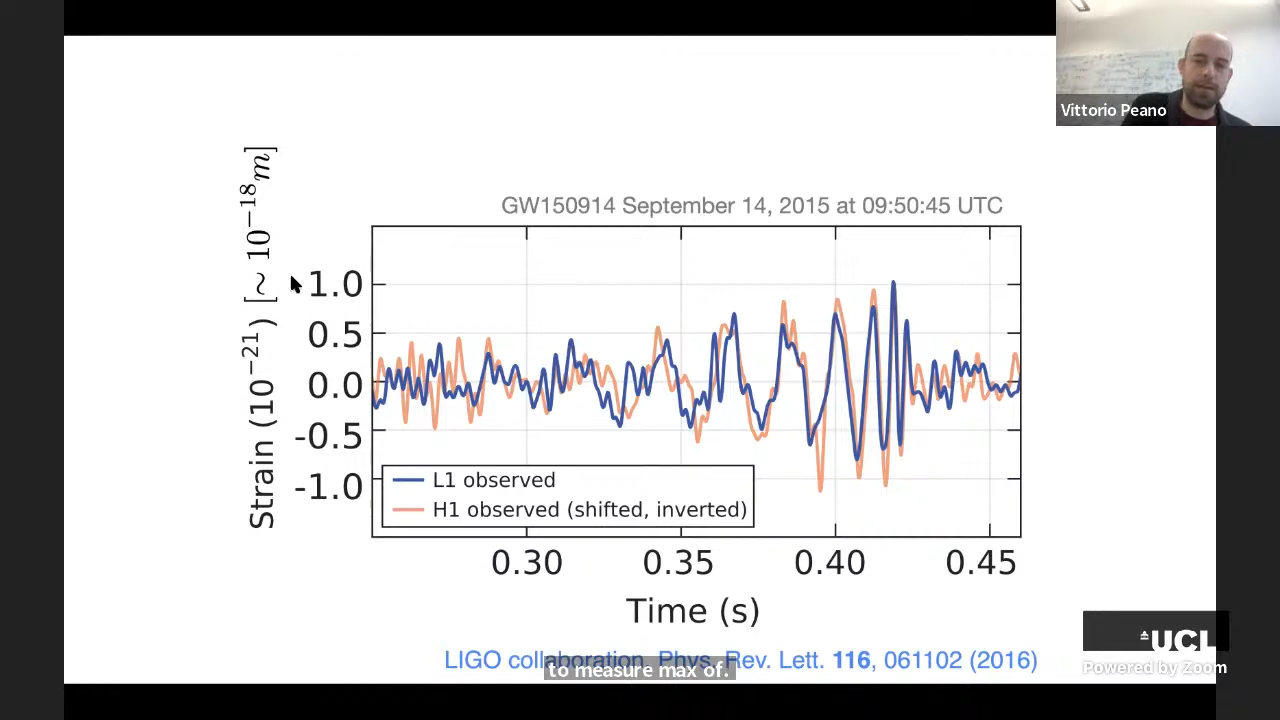 Vittorio Peano
GW150914 September 14, 2015 at 09:50:45 UTC
Strain (10⁻²¹) [∼ 10⁻¹⁸m]
1.0
0.5
0.0
-0.5
-1.0
L1 observed
H1 observed (shifted, inverted)
0.30 0.35 0.40 0.45
Time (s)
LIGO collaboration, Phys. Rev. Lett. 116, 061102 (2016)
to measure max of.
UCL
Powered by Zoom